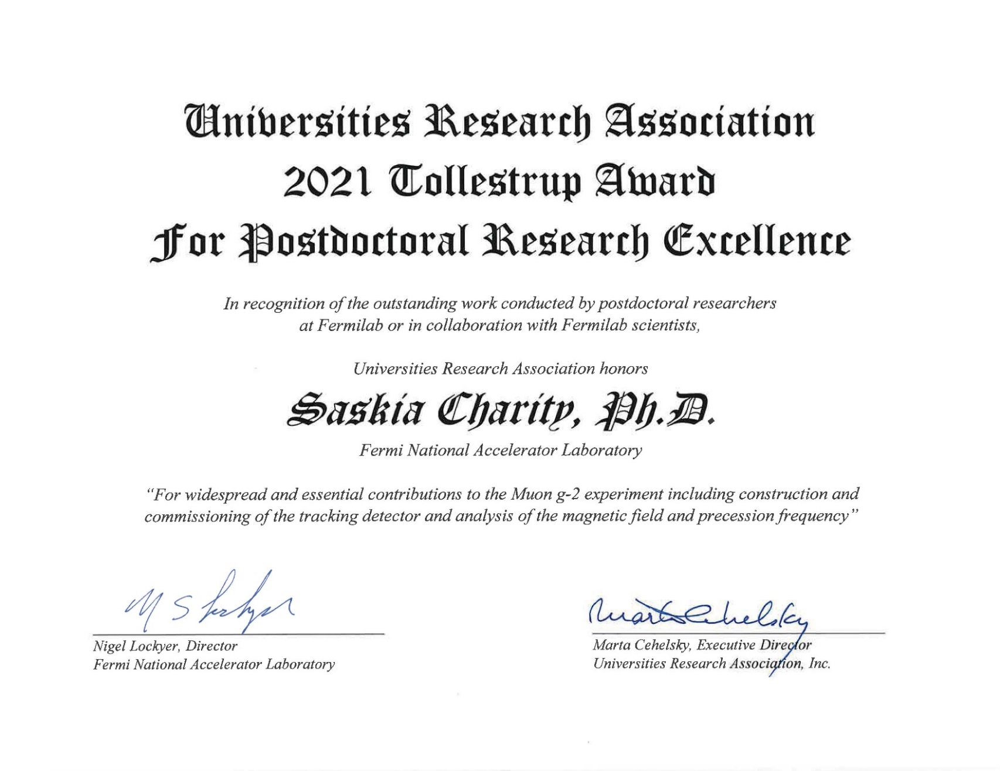 Universities Research Association
2021 Tollestrup Award
For Postdoctoral Research Excellence
In recognition of the outstanding work conducted by postdoctoral researchers
at Fermilab or in collaboration with Fermilab scientists,
Universities Research Association honors
Saskia Charity, Ph.D.
Fermi National Accelerator Laboratory
“For widespread and essential contributions to the Muon g-2 experiment including construction and
commissioning of the tracking detector and analysis of the magnetic field and precession frequency”
N S Lockyer
Nigel Lockyer, Director
Fermi National Accelerator Laboratory
Marta Cehelsky
Marta Cehelsky, Executive Director
Universities Research Association, Inc.